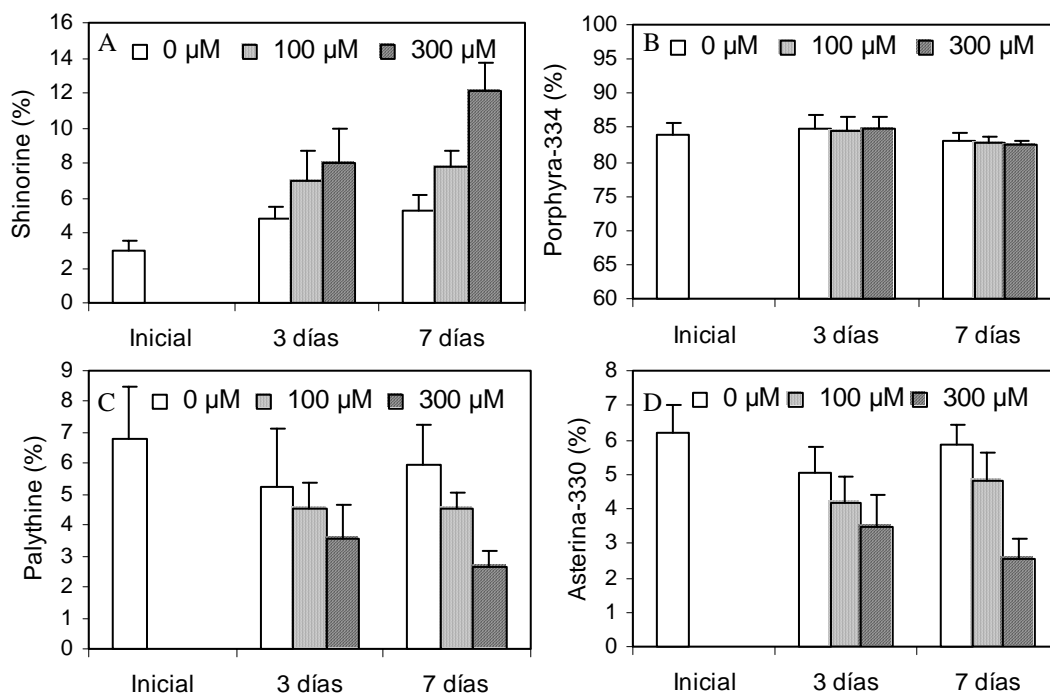 A
0 µM 100 µM 300 µM
Shinorine (%)
16
14
12
10
8
6
4
2
0
Inicial 3 días 7 días
B
0 µM 100 µM 300 µM
Porphyra-334 (%)
100
95
90
85
80
75
70
65
60
Inicial 3 días 7 días
C
0 µM 100 µM 300 µM
Palythine (%)
9
8
7
6
5
4
3
2
1
0
Inicial 3 días 7 días
D
0 µM 100 µM 300 µM
Asterina-330 (%)
8
7
6
5
4
3
2
1
0
Inicial 3 días 7 días